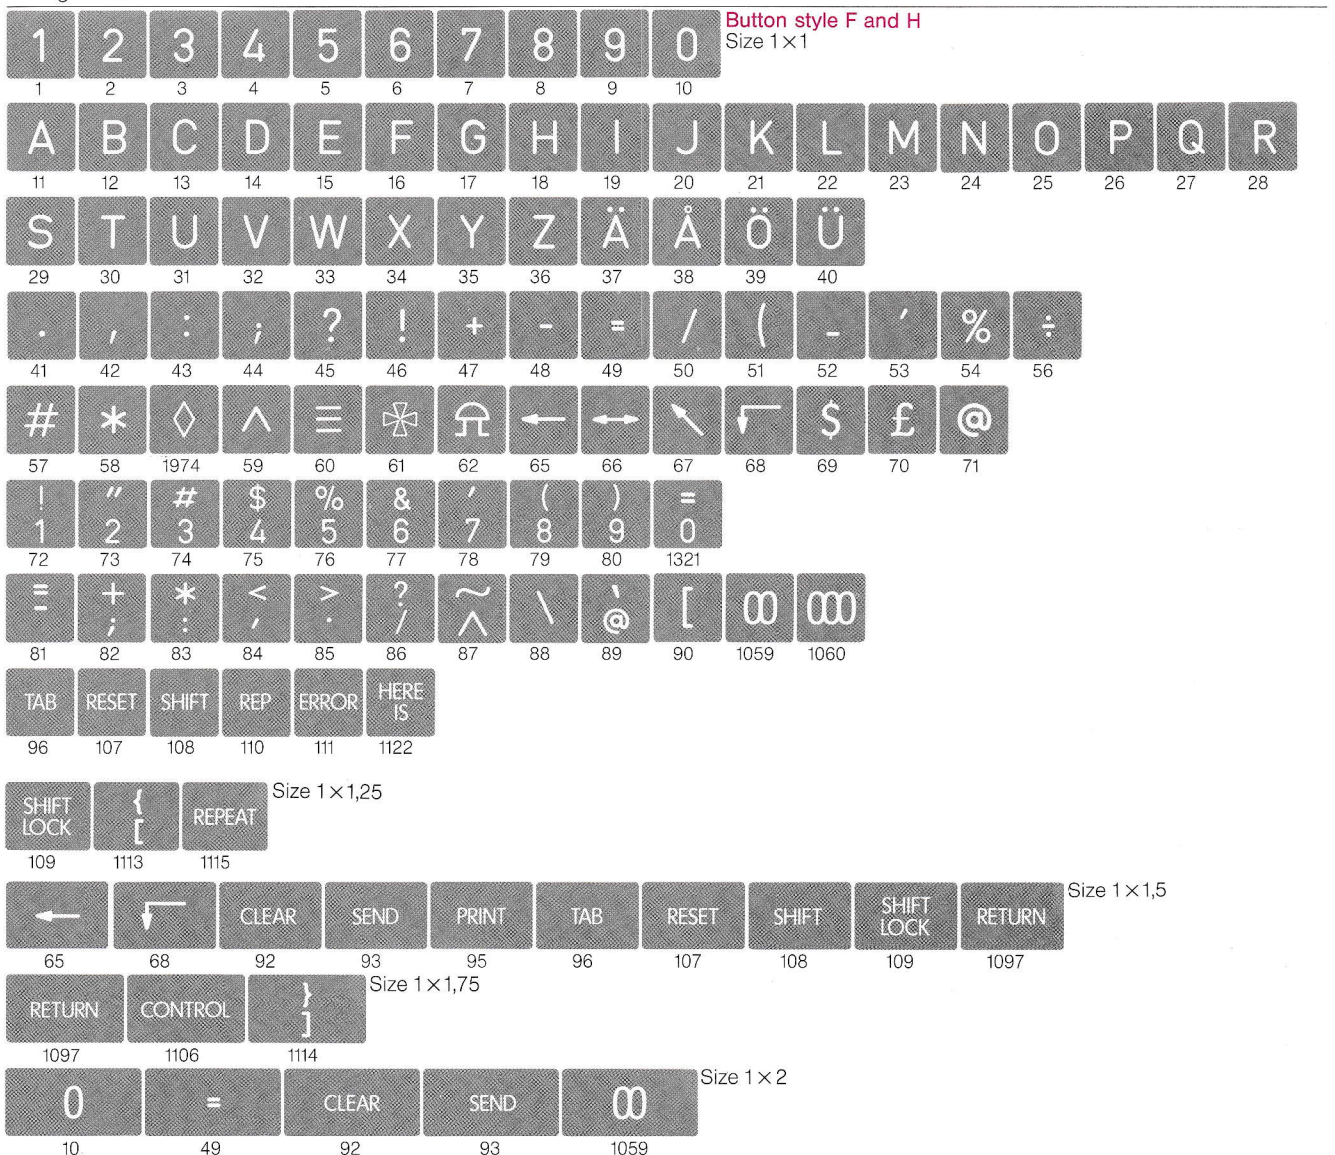 1 2 3 4 5 6 7 8 9 0 Button style F and H
Size 1×1
1 2 3 4 5 6 7 8 9 10
A B C D E F G H I J K L M N O P Q R
11 12 13 14 15 16 17 18 19 20 21 22 23 24 25 26 27 28
S T U V W X Y Z Ä Å Ö Ü
29 30 31 32 33 34 35 36 37 38 39 40
. , : ; ? ! + - = / ( _ ′ % ÷
41 42 43 44 45 46 47 48 49 50 51 52 53 54 56
# * ◊ ∧ ≡ ← ↔ ↖ $ £ @
57 58 1974 59 60 61 62 65 66 67 68 69 70 71
! ″ # $ % & ′ ( ) =
1 2 3 4 5 6 7 8 9 0
72 73 74 75 76 77 78 79 80 1321
= + * < > ? ~ \ ` [ 00 000
- ; : , . / ∧ @
81 82 83 84 85 86 87 88 89 90 1059 1060
TAB RESET SHIFT REP ERROR HERE IS
96 107 108 110 111 1122
SHIFT LOCK { [ REPEAT Size 1×1,25
109 1113 1115
← CLEAR SEND PRINT TAB RESET SHIFT SHIFT LOCK RETURN Size 1×1,5
65 68 92 93 95 96 107 108 109 1097
RETURN CONTROL } ] Size 1×1,75
1097 1106 1114
0 = CLEAR SEND 00 Size 1×2
10 49 92 93 1059